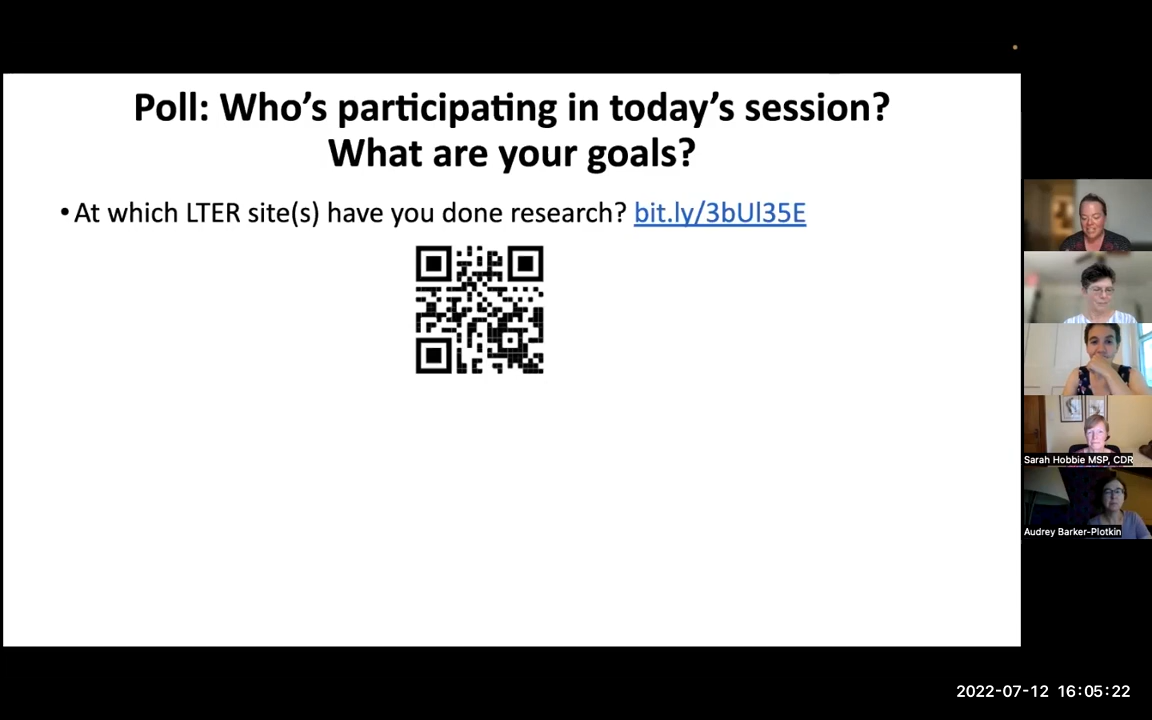 Poll: Who's participating in today's session?
What are your goals?
• At which LTER site(s) have you done research? bit.ly/3bUl35E
Sarah Hobbie MSP, CDR
Audrey Barker-Plotkin
2022-07-12 16:05:22